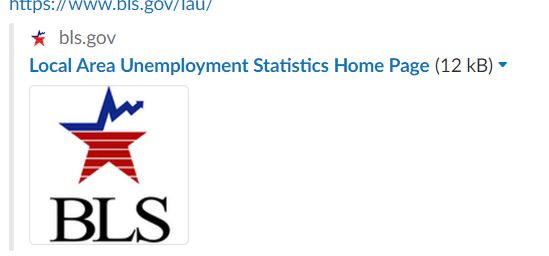 https://www.bls.gov/lau/
bls.gov
Local Area Unemployment Statistics Home Page (12 kB)
BLS